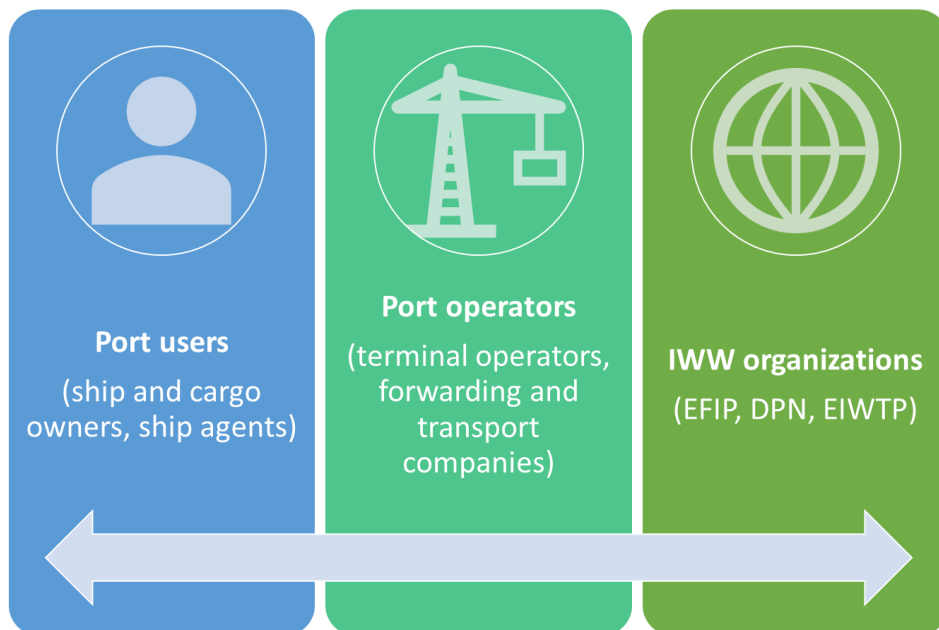 Port users
(ship and cargo
owners, ship agents)
Port operators
(terminal operators,
forwarding and
transport
companies)
IWW organizations
(EFIP, DPN, EIWTP)